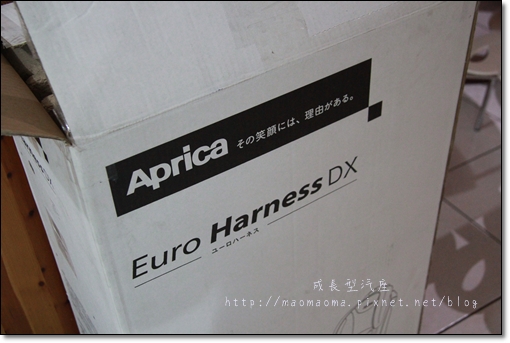 Aprica その笑顔には、理由がある。
Euro Harness DX
ユーロハーネス
成長型汽座
http://maomaoma.pixnet.net/blog